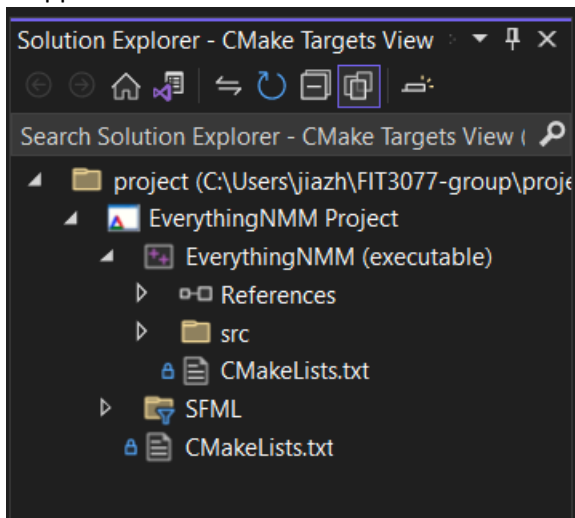 Solution Explorer - CMake Targets View
Search Solution Explorer - CMake Targets View (
project (C:\Users\jiazh\FIT3077-group\proje
EverythingNMM Project
EverythingNMM (executable)
References
src
CMakeLists.txt
SFML
CMakeLists.txt